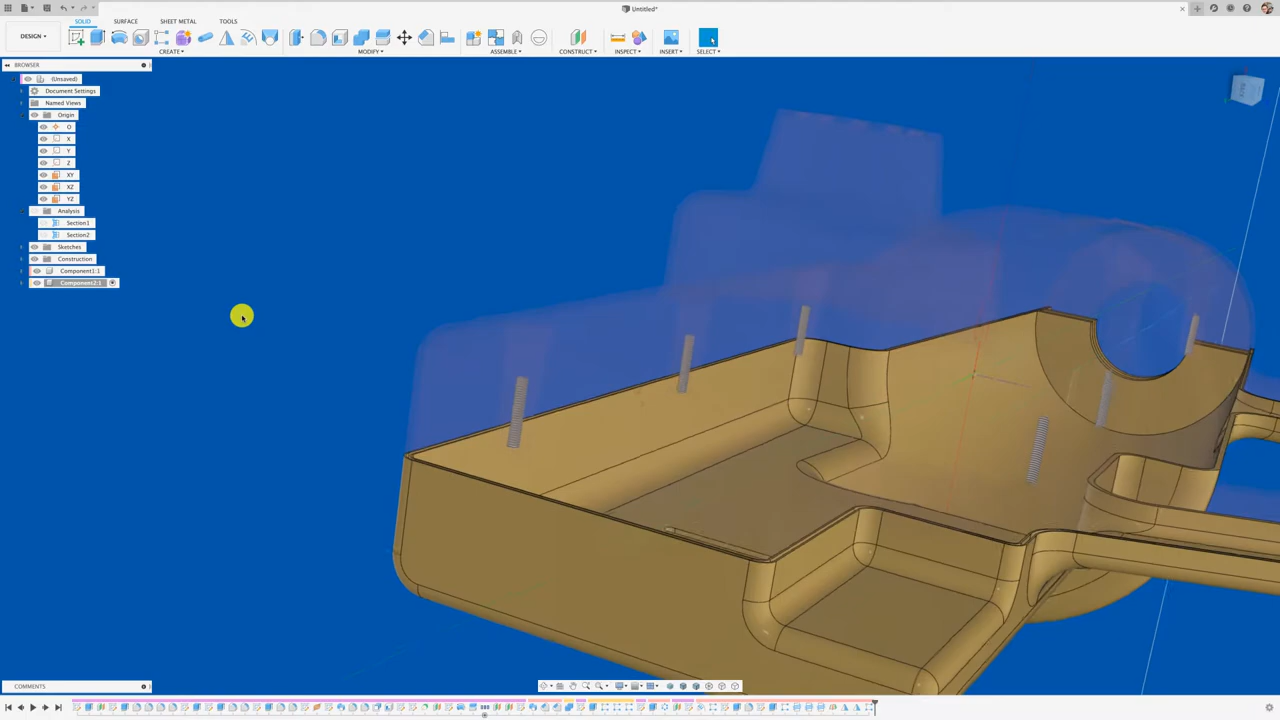 Untitled*
SOLID SURFACE SHEET METAL TOOLS
DESIGN
CREATE MODIFY ASSEMBLE CONSTRUCT INSPECT INSERT SELECT
BROWSER
(Unsaved)
Document Settings
Named Views
Origin
O
X
Y
Z
XY
XZ
YZ
Analysis
Section1
Section2
Sketches
Construction
Component1:1
Component2:1
COMMENTS